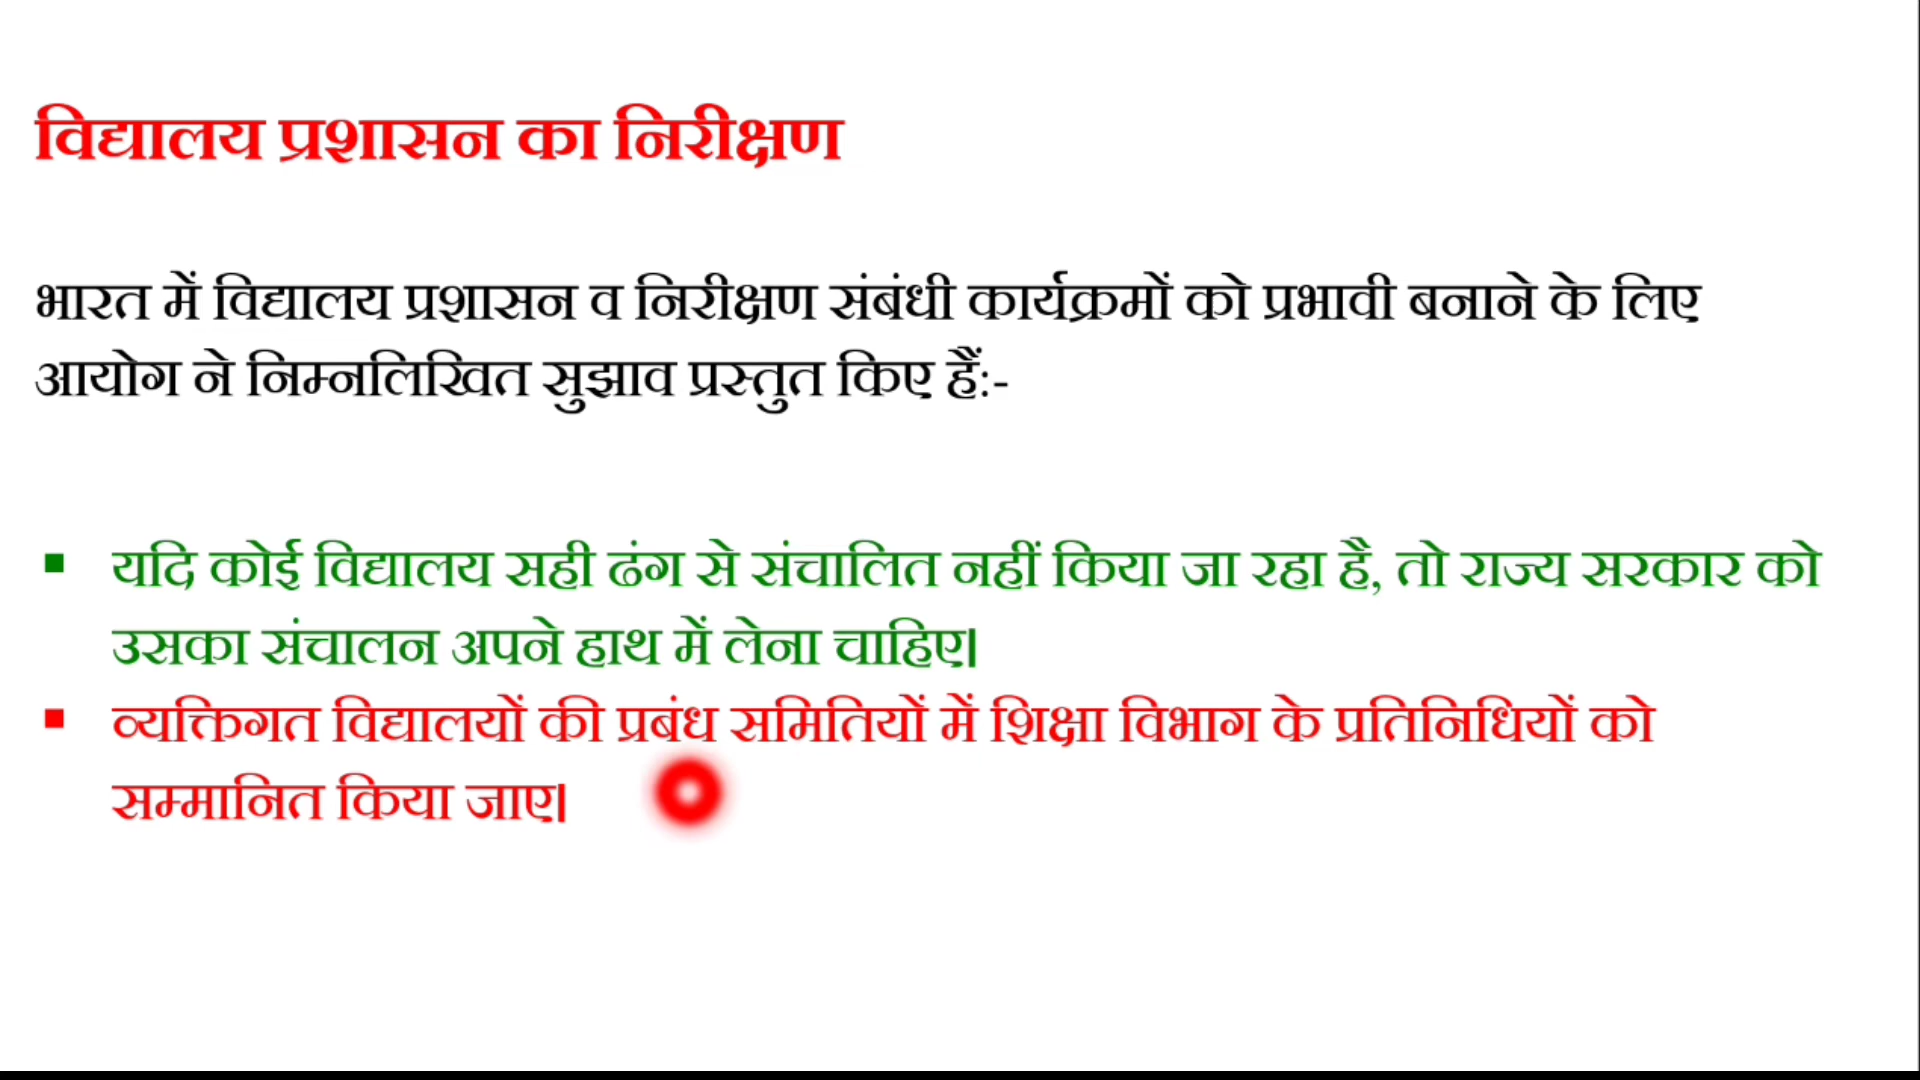 विद्यालय प्रशासन का निरीक्षण
भारत में विद्यालय प्रशासन व निरीक्षण संबंधी कार्यक्रमों को प्रभावी बनाने के लिए
आयोग ने निम्नलिखित सुझाव प्रस्तुत किए हैं:-
▪ यदि कोई विद्यालय सही ढंग से संचालित नहीं किया जा रहा है, तो राज्य सरकार को
उसका संचालन अपने हाथ में लेना चाहिए।
▪ व्यक्तिगत विद्यालयों की प्रबंध समितियों में शिक्षा विभाग के प्रतिनिधियों को
सम्मानित किया जाए।